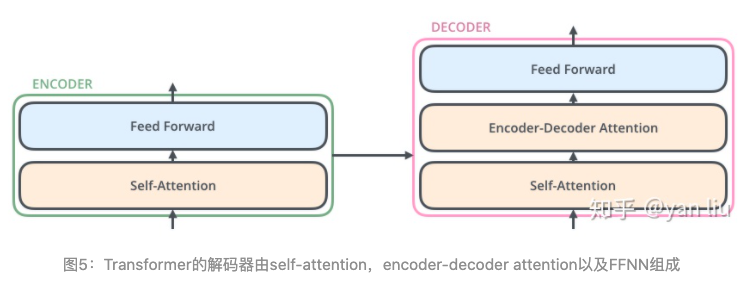 DECODER
Feed Forward
ENCODER
Feed Forward
Encoder-Decoder Attention
Self-Attention
Self-Attention
知乎 @yan liu
图5：Transformer的解码器由self-attention，encoder-decoder attention以及FFNN组成